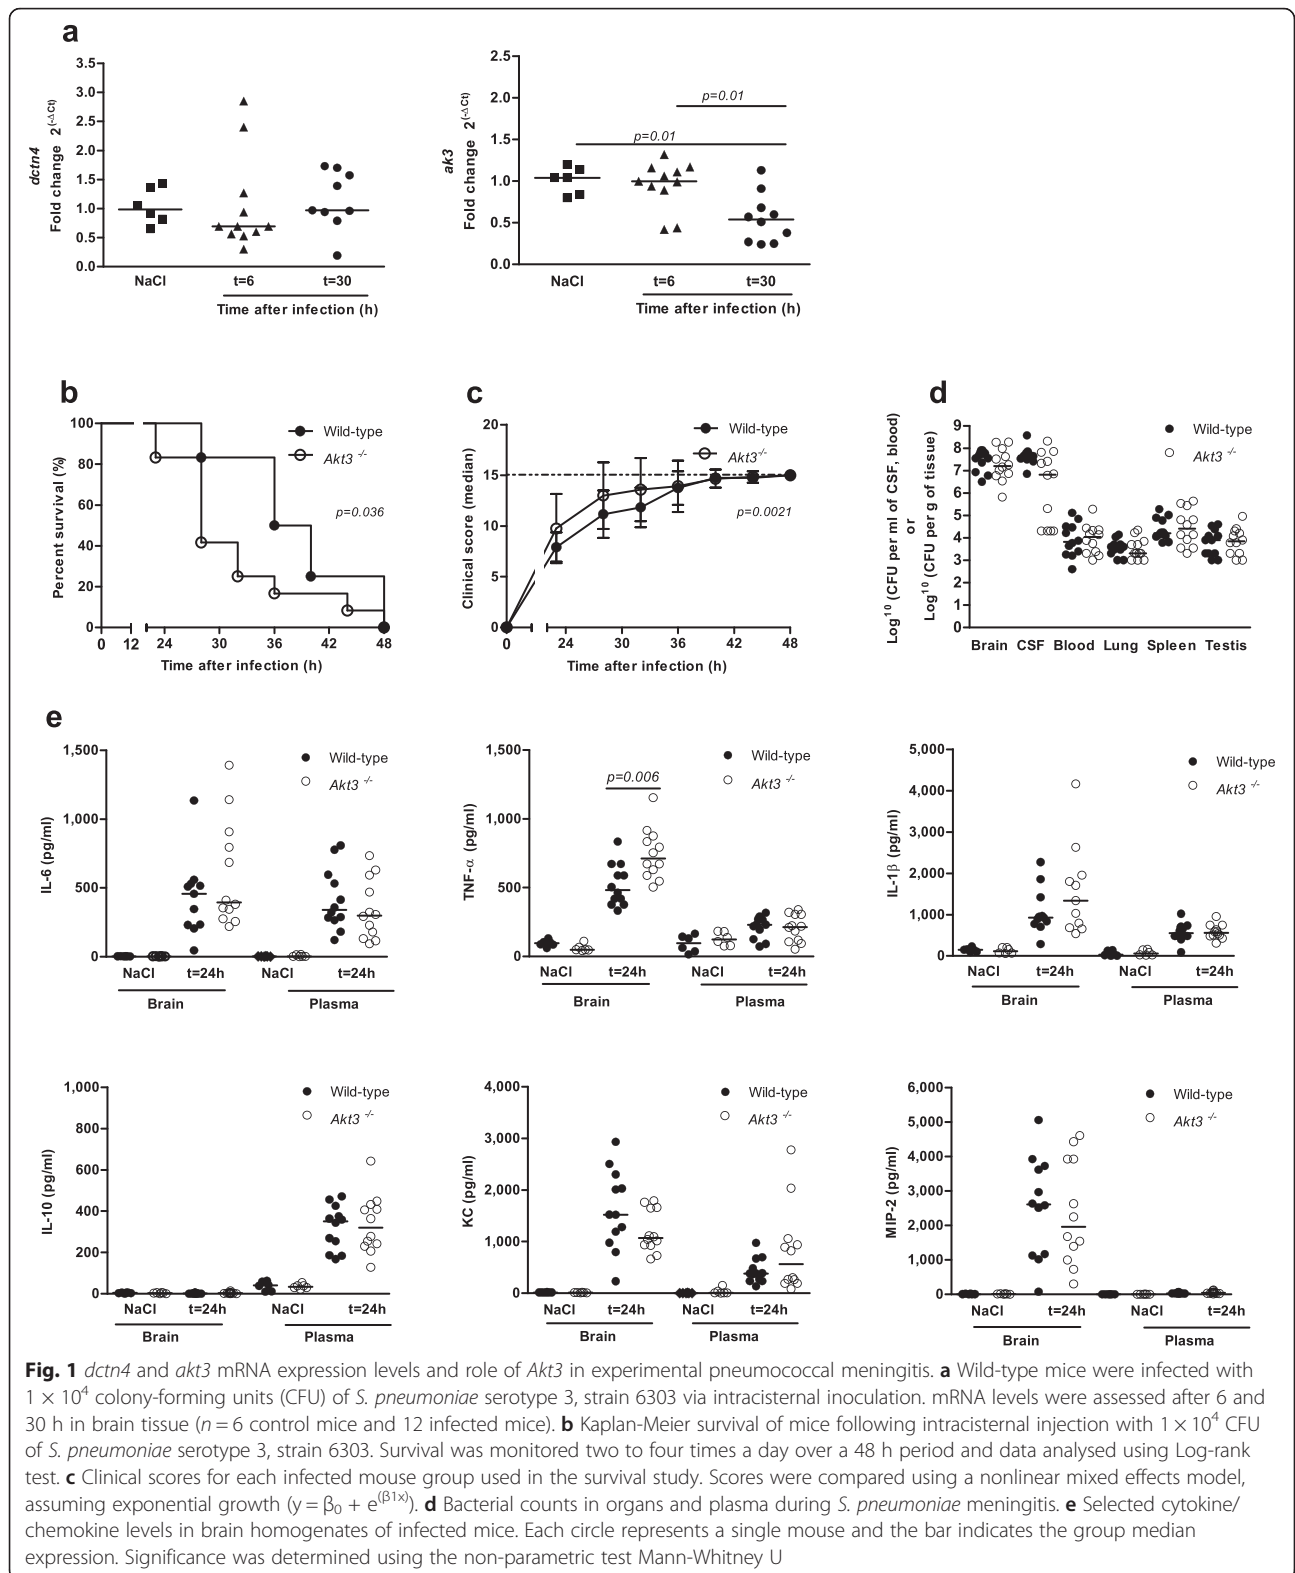 a
3.5
3.0
2.5
2.0
1.5
1.0
0.5
0.0
dctn4
Fold change 2(-ΔCt)
NaCl t=6 t=30
Time after infection (h)
2.5
2.0
1.5
1.0
0.5
0.0
ak3
Fold change 2(-ΔCt)
p=0.01
p=0.01
NaCl t=6 t=30
Time after infection (h)
b
100
80
60
40
20
0
Percent survival (%)
Wild-type
Akt3 -/-
p=0.036
0 12 24 32 36 42 48
Time after infection (h)
c
20
15
10
5
0
Clinical score (median)
Wild-type
Akt3-/-
p=0.0021
0 24 30 36 42 48
Time after infection (h)
d
9
8
7
6
5
4
3
2
1
0
Log10 (CFU per ml of CSF, blood)
or
Log10 (CFU per g of tissue)
Wild-type
Akt3 -/-
Brain CSF Blood Lung Spleen Testis
e
1,500
1,000
500
0
IL-6 (pg/ml)
Wild-type
Akt3 -/-
NaCl t=24h NaCl t=24h
Brain Plasma
1,500
1,000
500
0
TNF-α (pg/ml)
p=0.006
Wild-type
Akt3 -/-
NaCl t=24h NaCl t=24h
Brain Plasma
5,000
4,000
3,000
2,000
1,000
0
IL-1β (pg/ml)
Wild-type
Akt3 -/-
NaCl t=24h NaCl t=24h
Brain Plasma
1,000
800
600
400
200
0
IL-10 (pg/ml)
Wild-type
Akt3 -/-
NaCl t=24h NaCl t=24h
Brain Plasma
4,000
3,000
2,000
1,000
0
KC (pg/ml)
Wild-type
Akt3 -/-
NaCl t=24h NaCl t=24h
Brain Plasma
6,000
5,000
4,000
3,000
2,000
1,000
0
MIP-2 (pg/ml)
Wild-type
Akt3 -/-
NaCl t=24h NaCl t=24h
Brain Plasma
Fig. 1 dctn4 and akt3 mRNA expression levels and role of Akt3 in experimental pneumococcal meningitis. a Wild-type mice were infected with
1 × 10⁴ colony-forming units (CFU) of S. pneumoniae serotype 3, strain 6303 via intracisternal inoculation. mRNA levels were assessed after 6 and
30 h in brain tissue (n = 6 control mice and 12 infected mice). b Kaplan-Meier survival of mice following intracisternal injection with 1 × 10⁴ CFU
of S. pneumoniae serotype 3, strain 6303. Survival was monitored two to four times a day over a 48 h period and data analysed using Log-rank
test. c Clinical scores for each infected mouse group used in the survival study. Scores were compared using a nonlinear mixed effects model,
assuming exponential growth (y = β₀ + e(β1x)). d Bacterial counts in organs and plasma during S. pneumoniae meningitis. e Selected cytokine/
chemokine levels in brain homogenates of infected mice. Each circle represents a single mouse and the bar indicates the group median
expression. Significance was determined using the non-parametric test Mann-Whitney U